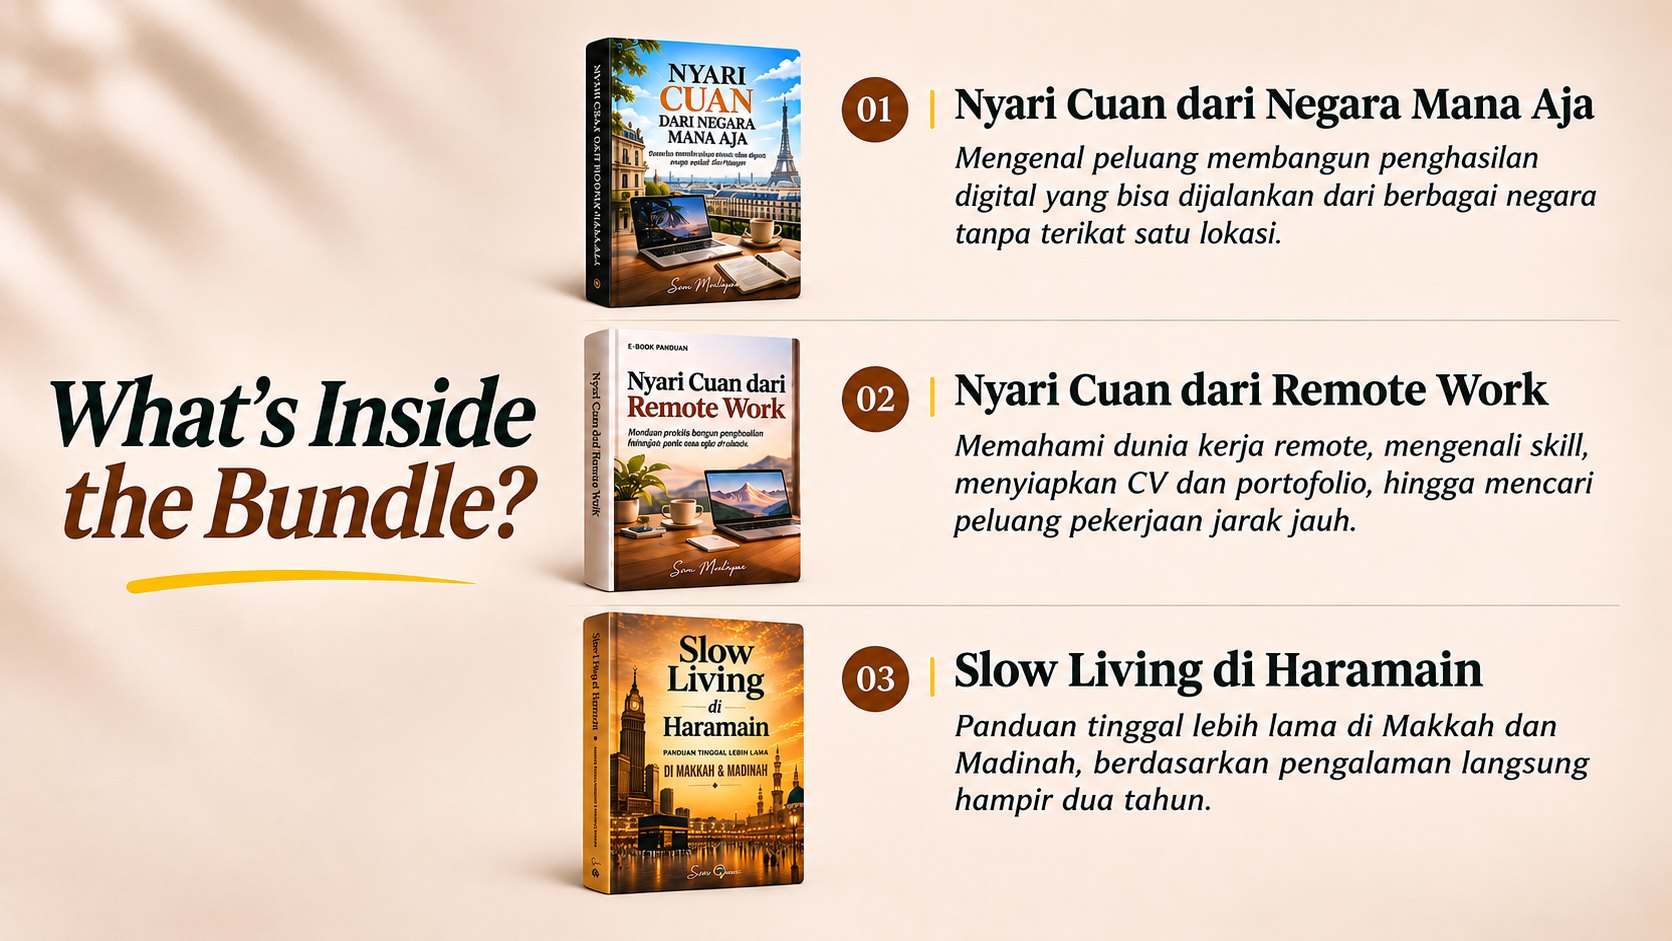 What's Inside
the Bundle?
NYARI
CUAN
DARI NEGARA
MANA AJA
01
Nyari Cuan dari Negara Mana Aja
Mengenal peluang membangun penghasilan
digital yang bisa dijalankan dari berbagai negara
tanpa terikat satu lokasi.
E-BOOK PANDUAN
Nyari Cuan dari
Remote Work
02
Nyari Cuan dari Remote Work
Memahami dunia kerja remote, mengenali skill,
menyiapkan CV dan portofolio, hingga mencari
peluang pekerjaan jarak jauh.
Slow
Living
di
Haramain
PANDUAN TINGGAL LEBIH LAMA
DI MAKKAH & MADINAH
03
Slow Living di Haramain
Panduan tinggal lebih lama di Makkah dan
Madinah, berdasarkan pengalaman langsung
hampir dua tahun.